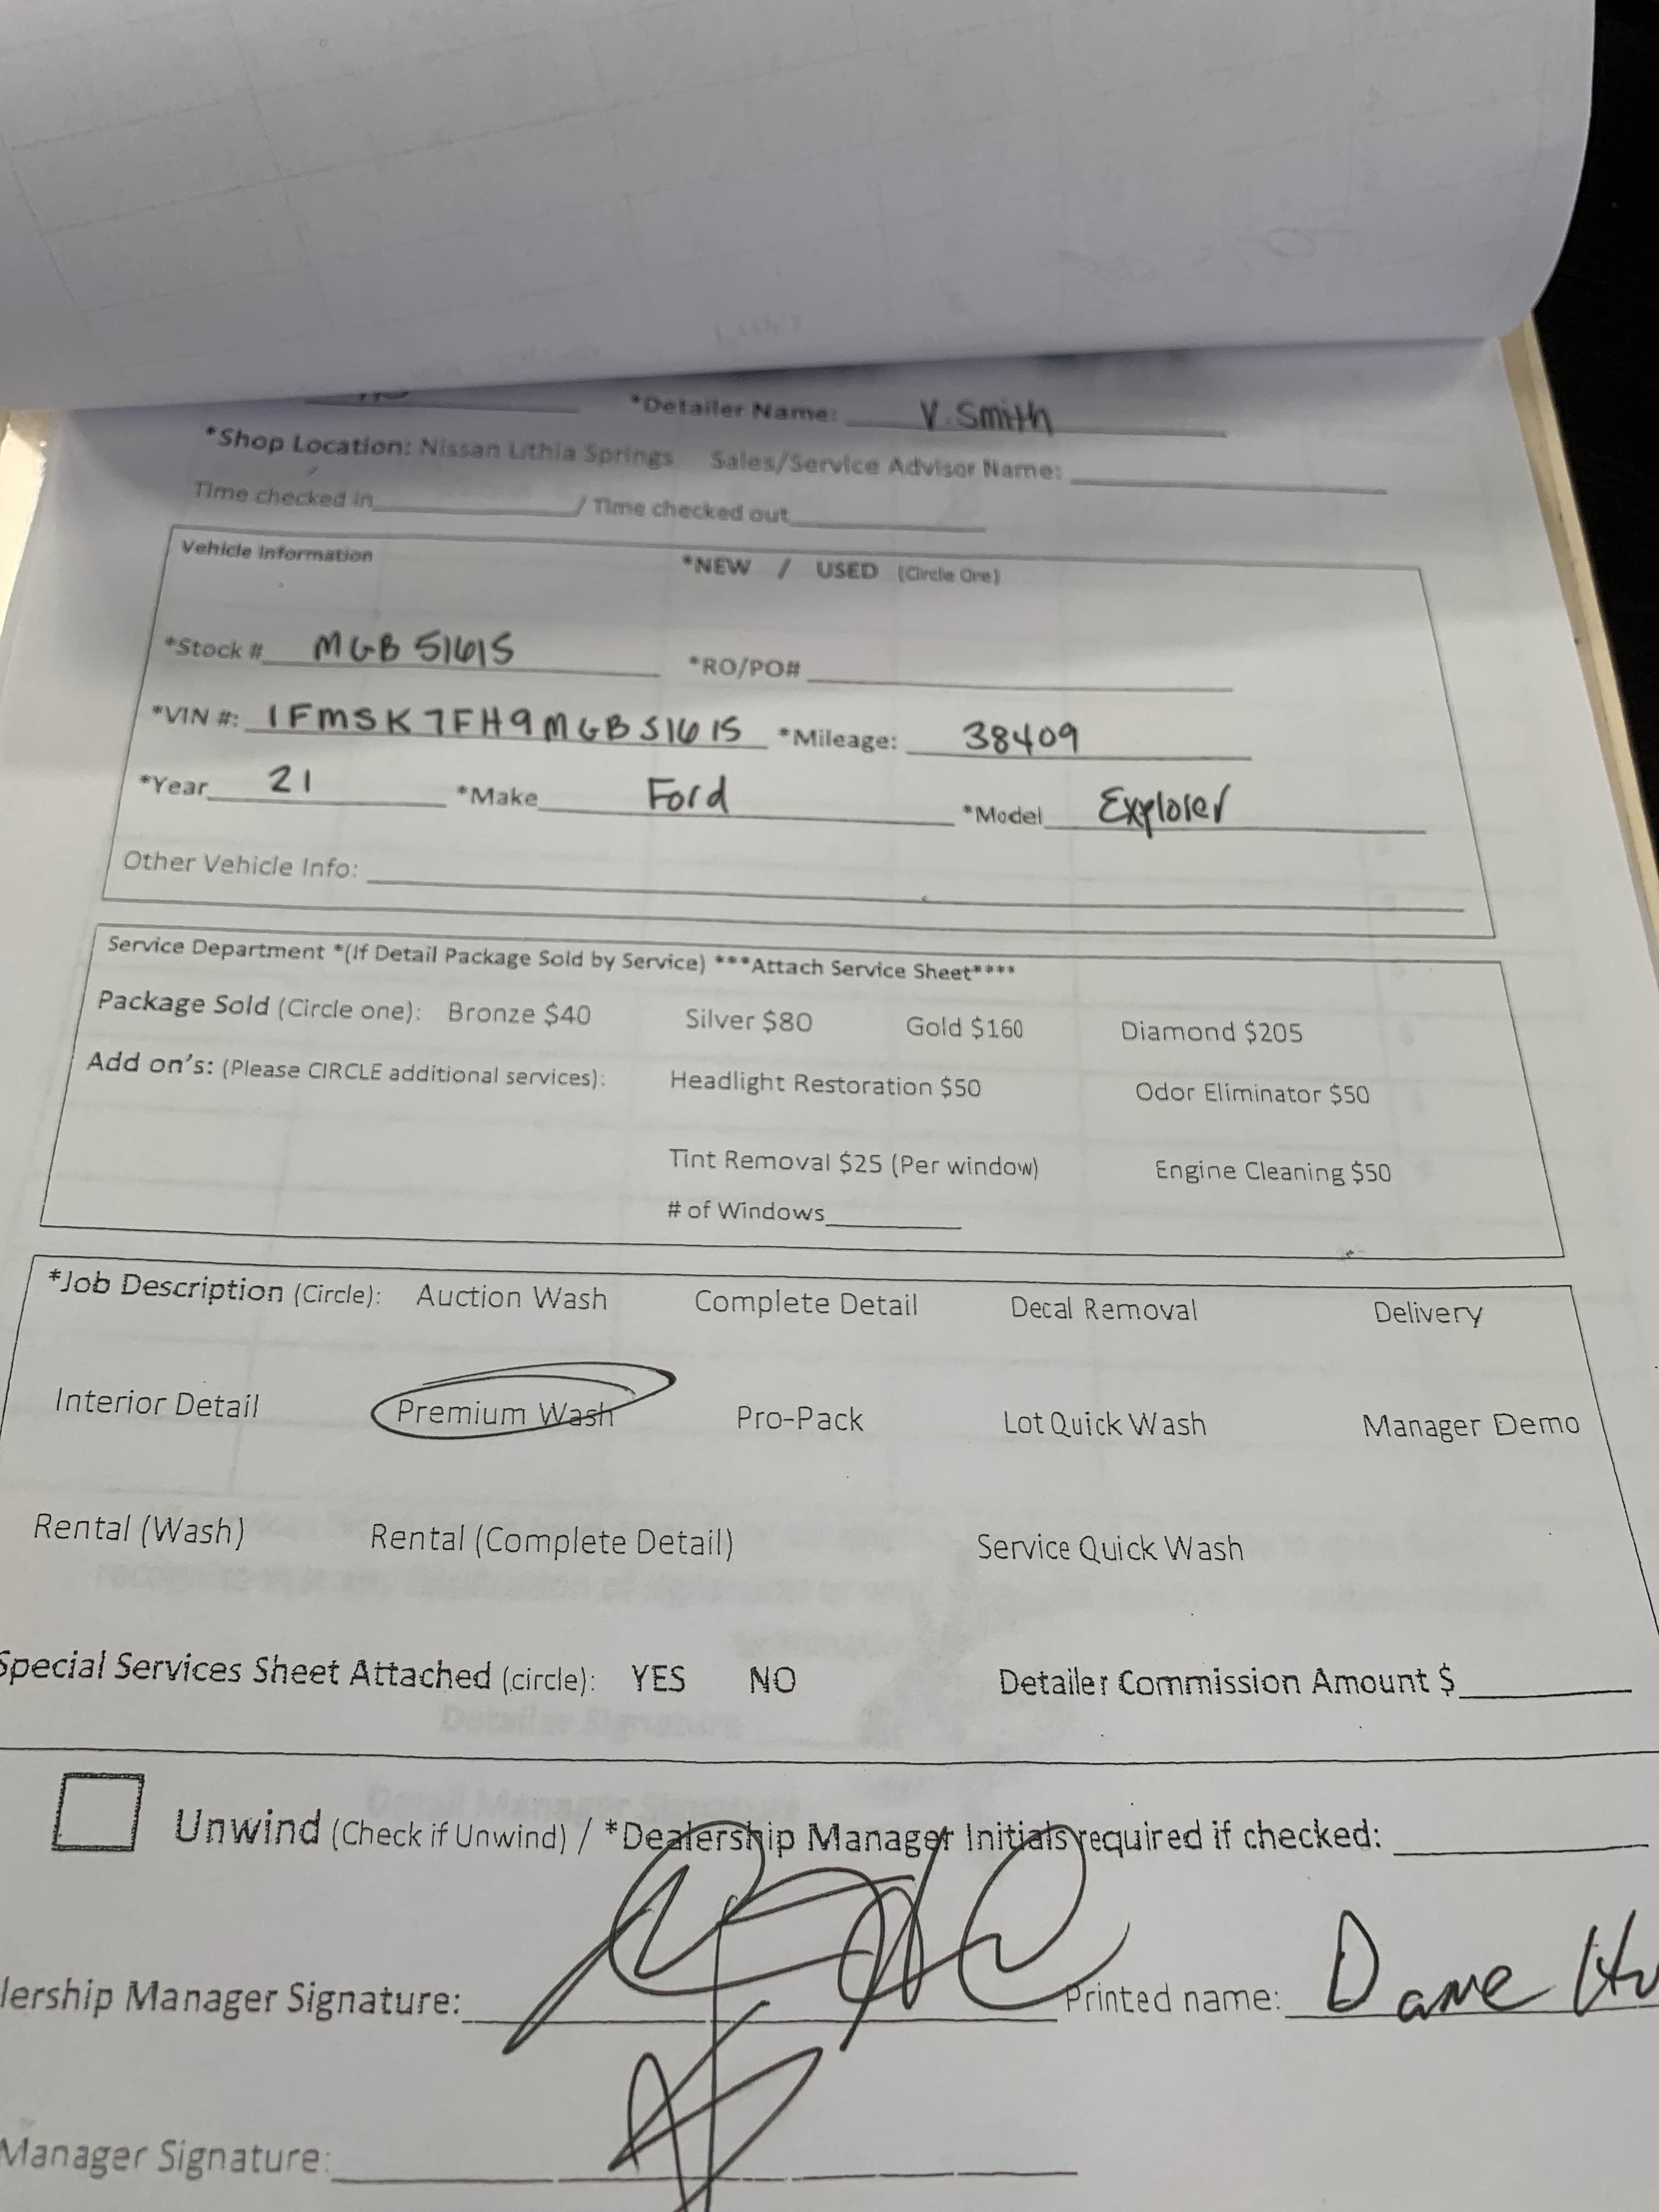 *Detailer Name: V. Smith
*Shop Location: Nissan Lithia Springs Sales/Service Advisor Name:
Time checked in / Time checked out
Vehicle Information *NEW / USED (Circle One)
*Stock # MGB51615 *RO/PO#
*VIN #: 1FMSK7FH9MGB51615 *Mileage: 38409
*Year 21 *Make Ford *Model Explorer
Other Vehicle Info:
Service Department *(If Detail Package Sold by Service) ***Attach Service Sheet****
Package Sold (Circle one): Bronze $40 Silver $80 Gold $160 Diamond $205
Add on's: (Please CIRCLE additional services): Headlight Restoration $50 Odor Eliminator $50
Tint Removal $25 (Per window) Engine Cleaning $50
# of Windows
*Job Description (Circle): Auction Wash Complete Detail Decal Removal Delivery
Interior Detail Premium Wash Pro-Pack Lot Quick Wash Manager Demo
Rental (Wash) Rental (Complete Detail) Service Quick Wash
Special Services Sheet Attached (circle): YES NO Detailer Commission Amount $
Unwind (Check if Unwind) / *Dealership Manager Initials required if checked:
lership Manager Signature: Printed name: Dame
Manager Signature: